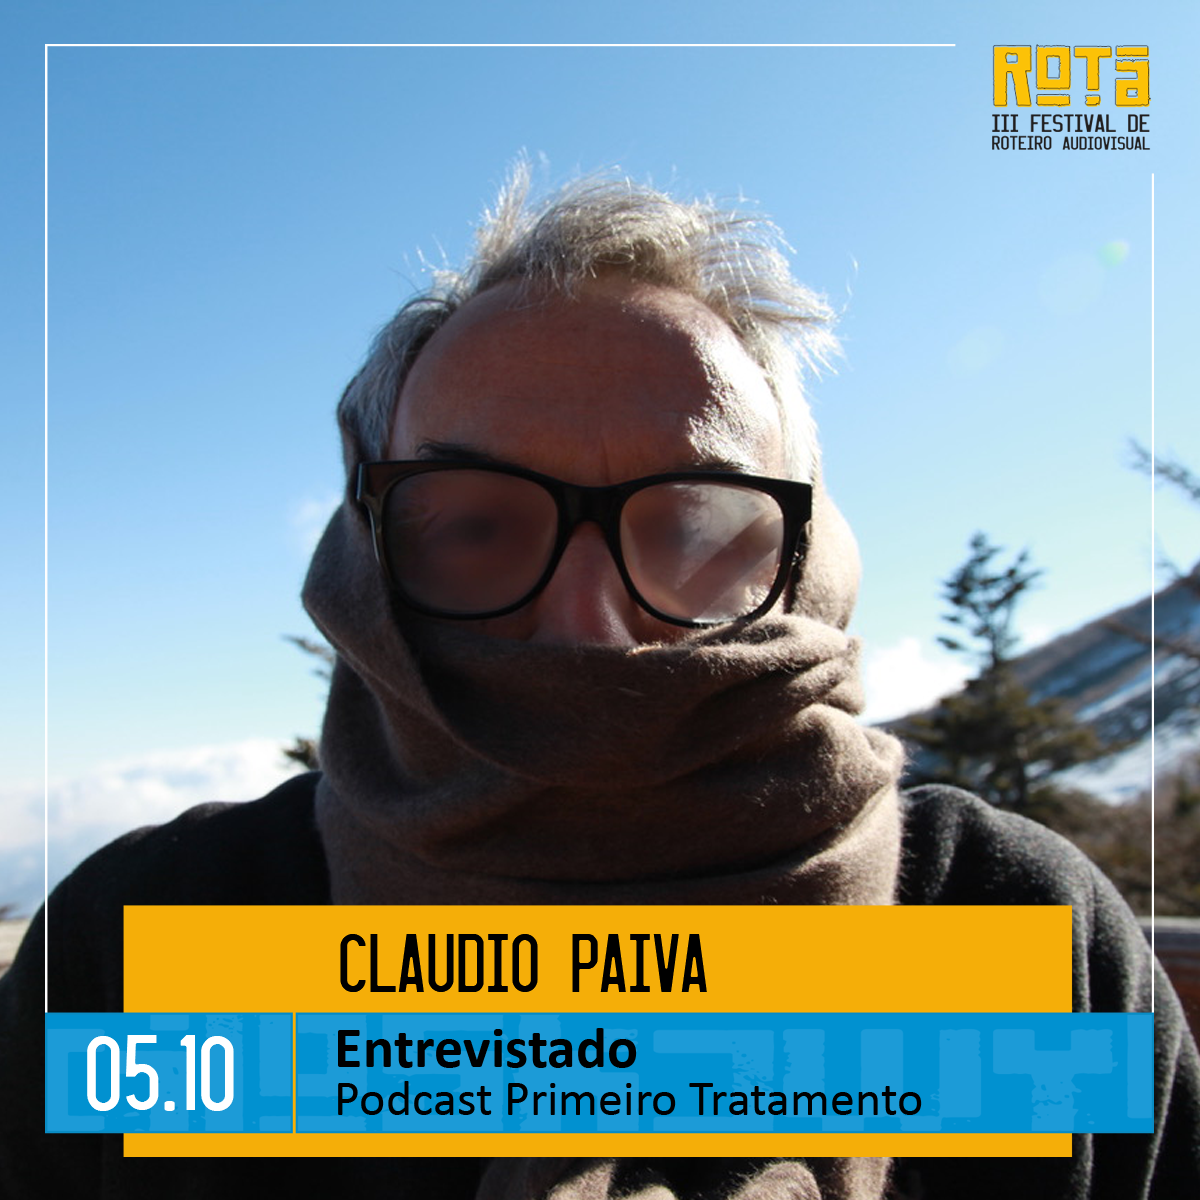 ROTA
III FESTIVAL DE
ROTEIRO AUDIOVISUAL
CLAUDIO PAIVA
05.10
Entrevistado
Podcast Primeiro Tratamento